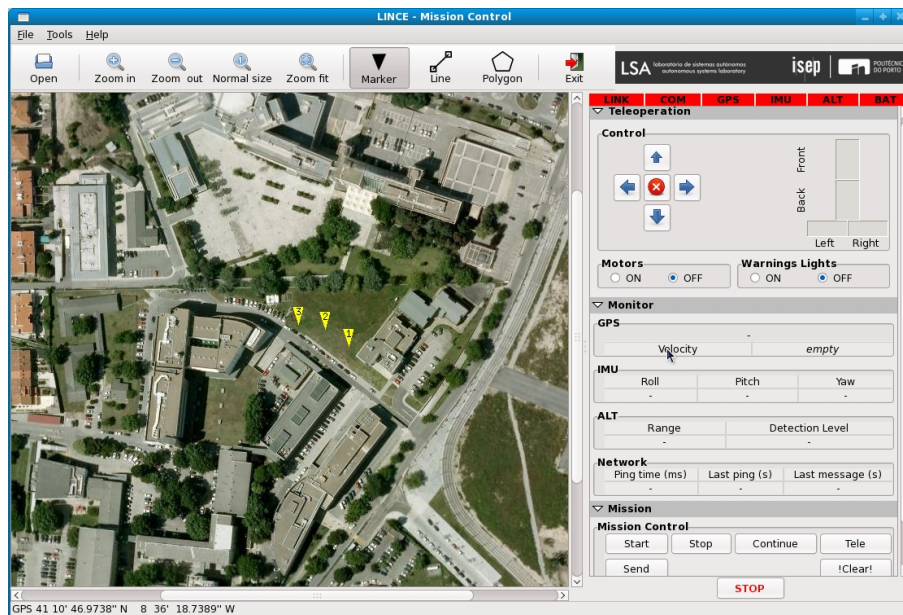 LINCE - Mission Control
File Tools Help
Open Zoom in Zoom out Normal size Zoom fit Marker Line Polygon Exit
LSA laboratório de sistemas autónomos
autonomous systems laboratory
isep
POLITÉCNICO
DO PORTO
LINK COM GPS IMU ALT BAT
Teleoperation
Control
Front
Back
Left Right
Motors Warnings Lights
ON OFF ON OFF
Monitor
GPS
-
Velocity empty
IMU
Roll Pitch Yaw
- - -
ALT
Range Detection Level
- -
Network
Ping time (ms) Last ping (s) Last message (s)
- - -
Mission
Mission Control
Start Stop Continue Tele
Send !Clear!
STOP
3
2
1
GPS 41 10' 46.9738" N 8 36' 18.7389" W